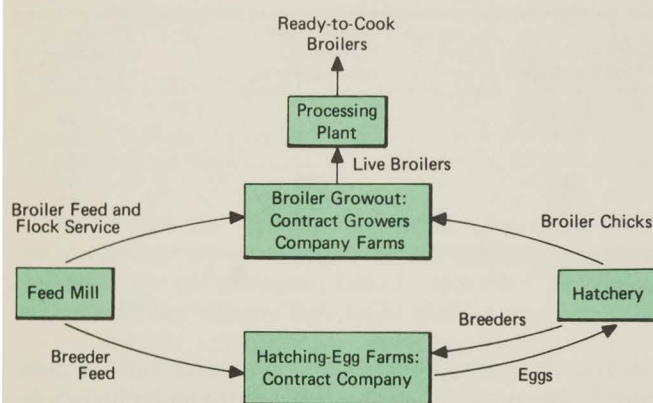 Ready-to-Cook
Broilers
Processing
Plant
Live Broilers
Broiler Growout:
Contract Growers
Company Farms
Broiler Feed and
Flock Service
Broiler Chicks
Feed Mill
Hatchery
Breeders
Breeder
Feed
Hatching-Egg Farms:
Contract Company
Eggs